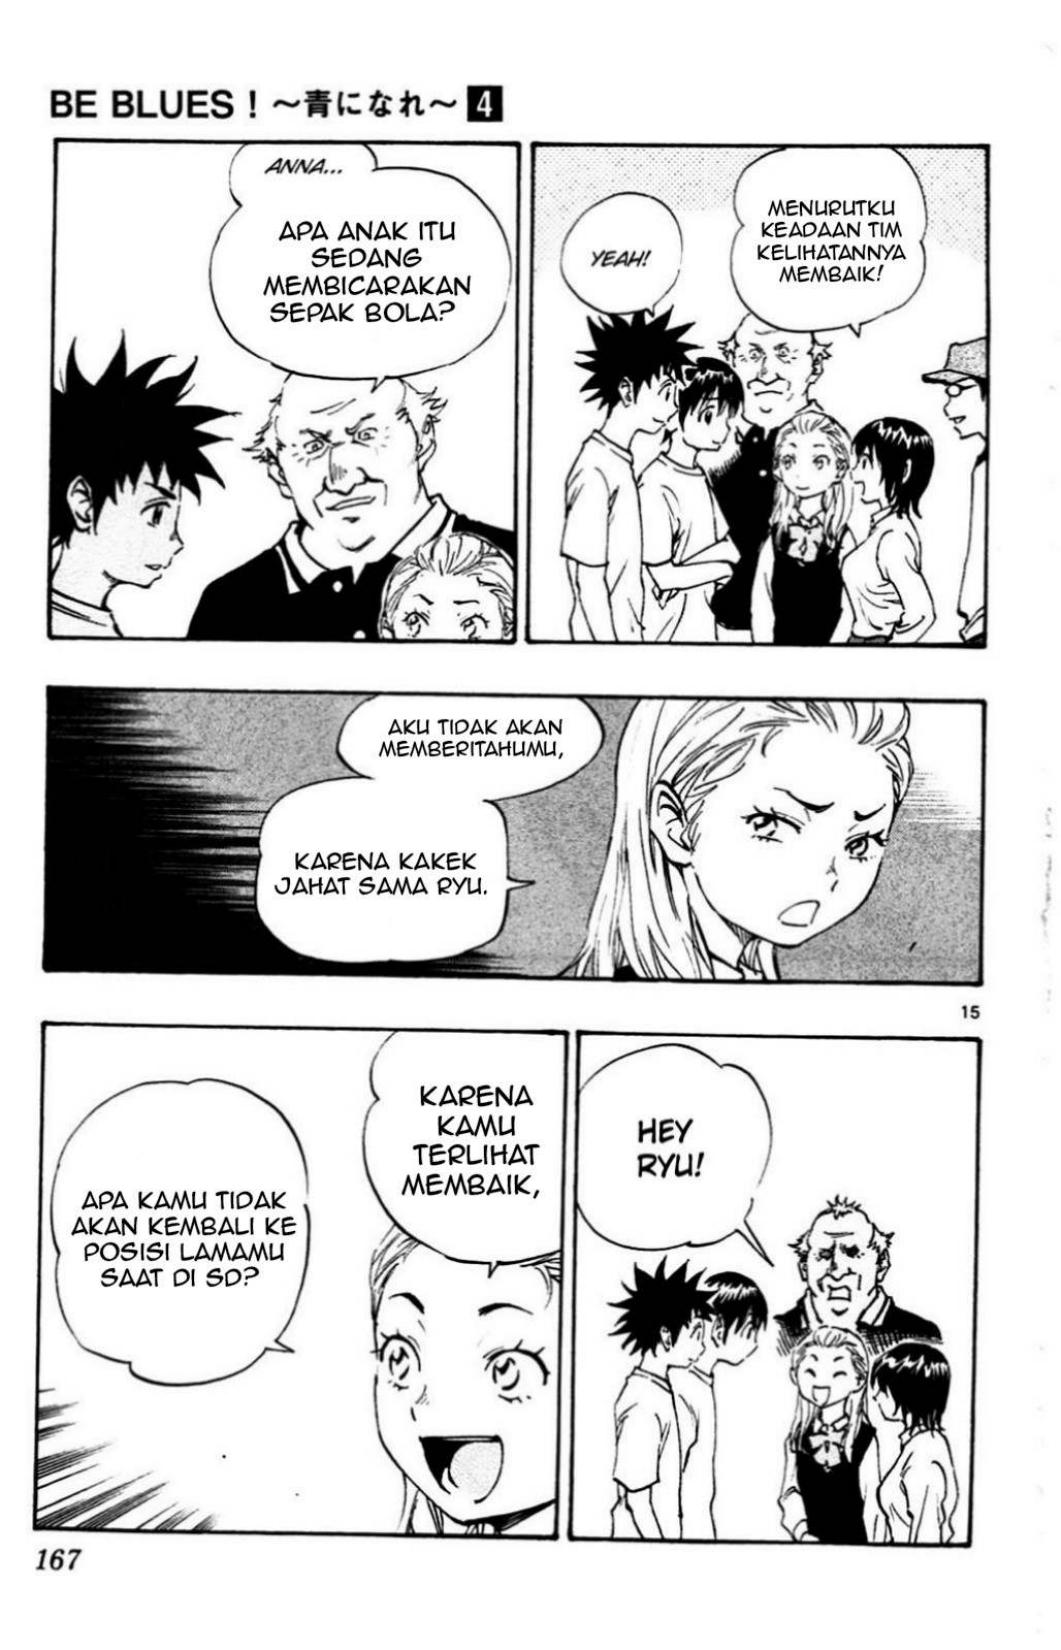 BE BLUES！～青になれ～ 4
MENURUTKU
KEADAAN TIM
KELIHATANNYA
MEMBAIK!
YEAH!
ANNA...
APA ANAK ITU
SEDANG
MEMBICARAKAN
SEPAK BOLA?
AKU TIDAK AKAN
MEMBERITAHUMU,
KARENA KAKEK
JAHAT SAMA RYU.
15
HEY
RYU!
KARENA
KAMU
TERLIHAT
MEMBAIK,
APA KAMU TIDAK
AKAN KEMBALI KE
POSISI LAMAMU
SAAT DI SD?
167